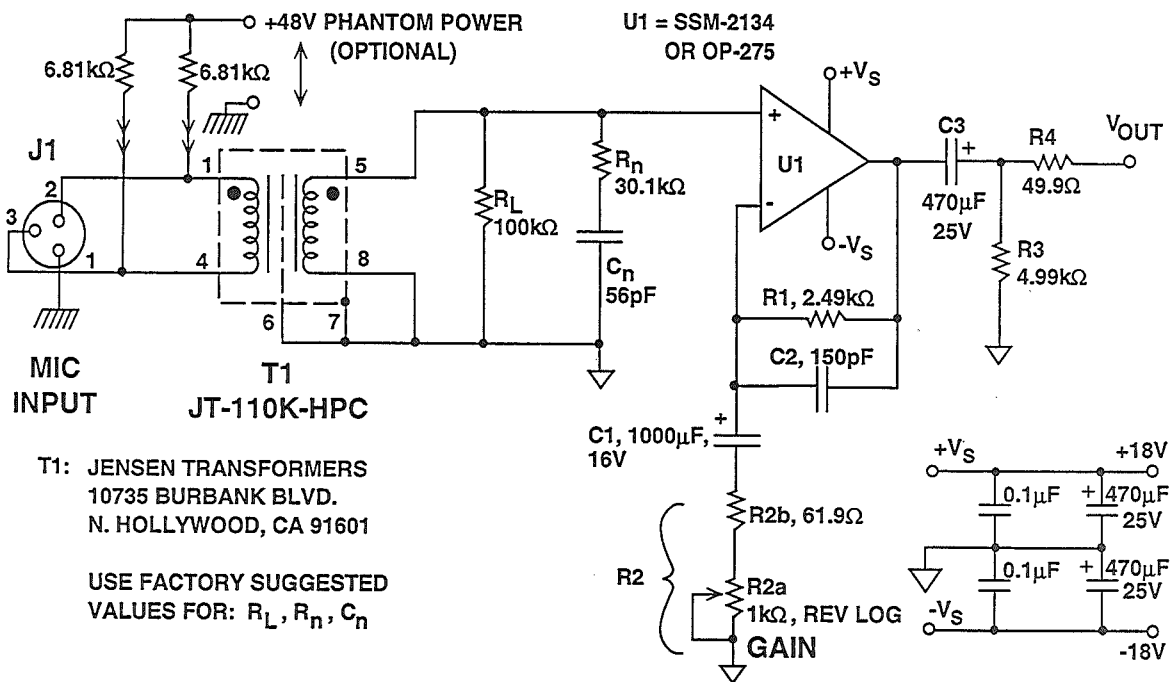 +48V PHANTOM POWER
(OPTIONAL)
U1 = SSM-2134
OR OP-275
6.81kΩ
6.81kΩ
+VS
J1
1
5
+
U1
C3
+
VOUT
R4
49.9Ω
2
3
1
4
8
Rn
30.1kΩ
RL
100kΩ
-
-VS
470µF
25V
R3
4.99kΩ
Cn
56pF
6
7
R1, 2.49kΩ
C2, 150pF
MIC
INPUT
T1
JT-110K-HPC
+
C1, 1000µF,
16V
T1: JENSEN TRANSFORMERS
10735 BURBANK BLVD.
N. HOLLYWOOD, CA 91601
USE FACTORY SUGGESTED
VALUES FOR: RL, Rn, Cn
R2b, 61.9Ω
R2
R2a
1kΩ, REV LOG
GAIN
+VS
+18V
0.1µF
+
470µF
25V
0.1µF
+
470µF
25V
-VS
-18V